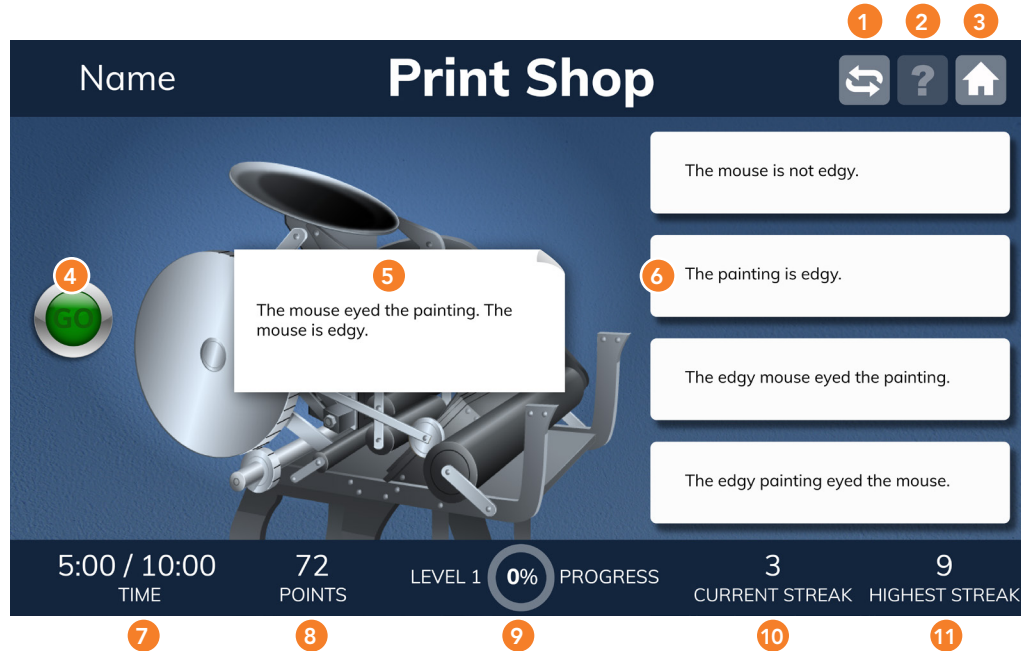 1 2 3
Name Print Shop ?
The mouse is not edgy.
4 5 6
The painting is edgy.
GO
The mouse eyed the painting. The
mouse is edgy.
The edgy mouse eyed the painting.
The edgy painting eyed the mouse.
5:00 / 10:00 72 LEVEL 1 0% PROGRESS 3 9
TIME POINTS CURRENT STREAK HIGHEST STREAK
7 8 9 10 11